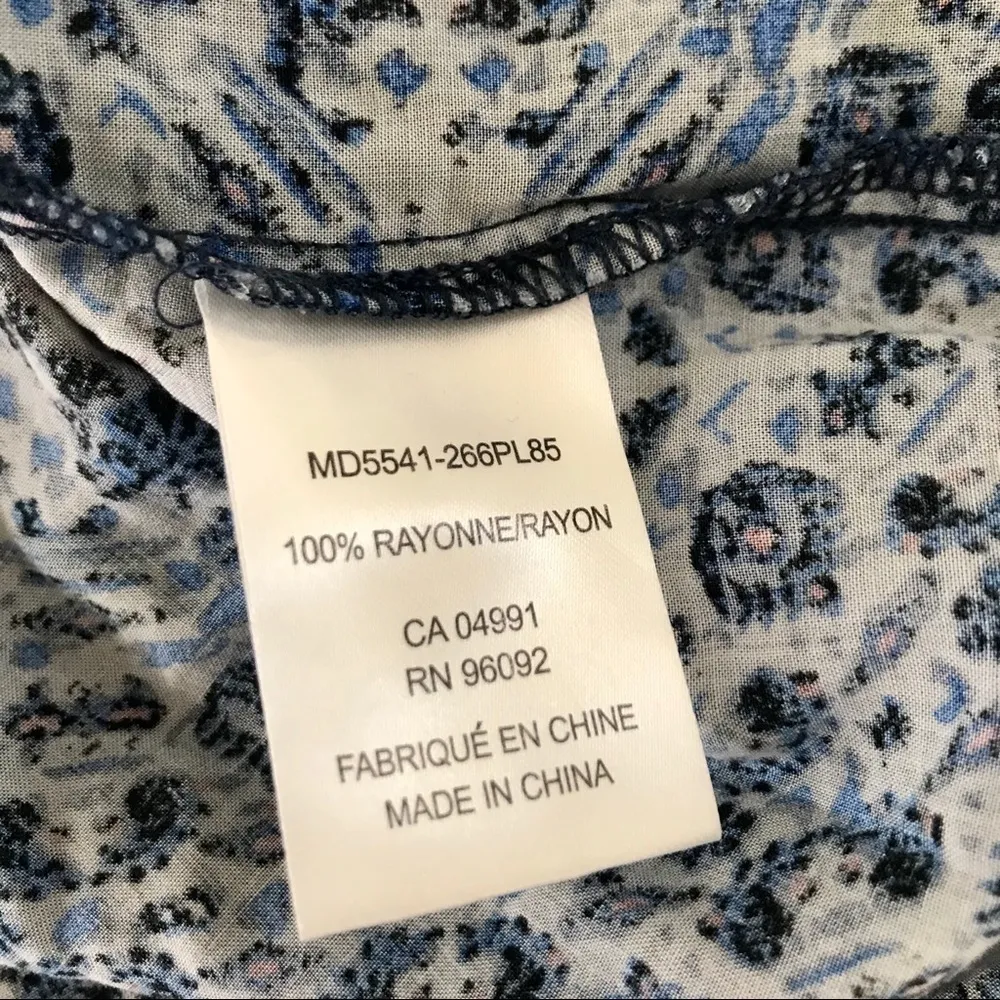 MD5541-266PL85
100% RAYONNE/RAYON
CA 04991
RN 96092
FABRIQUÉ EN CHINE
MADE IN CHINA